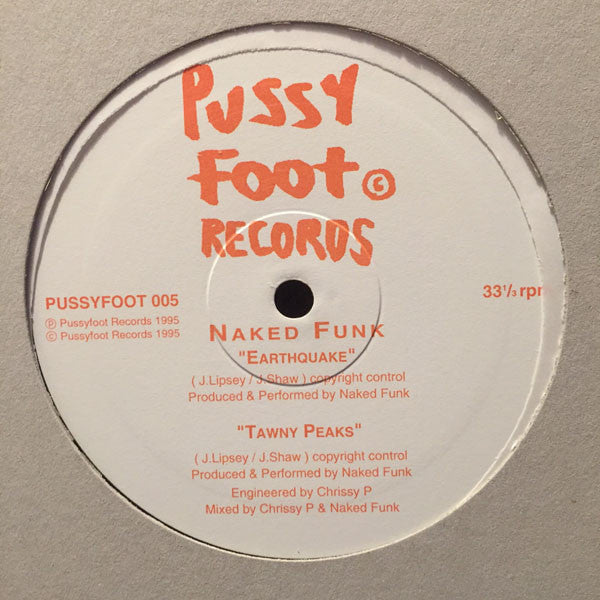 PUSSY
FOOT ©
RECORDS
PUSSYFOOT 005
℗ Pussyfoot Records 1995
© Pussyfoot Records 1995
33 1/3 rpm
NAKED FUNK
"EARTHQUAKE"
( J.Lipsey / J.Shaw ) copyright control
Produced & Performed by Naked Funk
"TAWNY PEAKS"
( J.Lipsey / J.Shaw ) copyright control
Produced & Performed by Naked Funk
Engineered by Chrissy P
Mixed by Chrissy P & Naked Funk